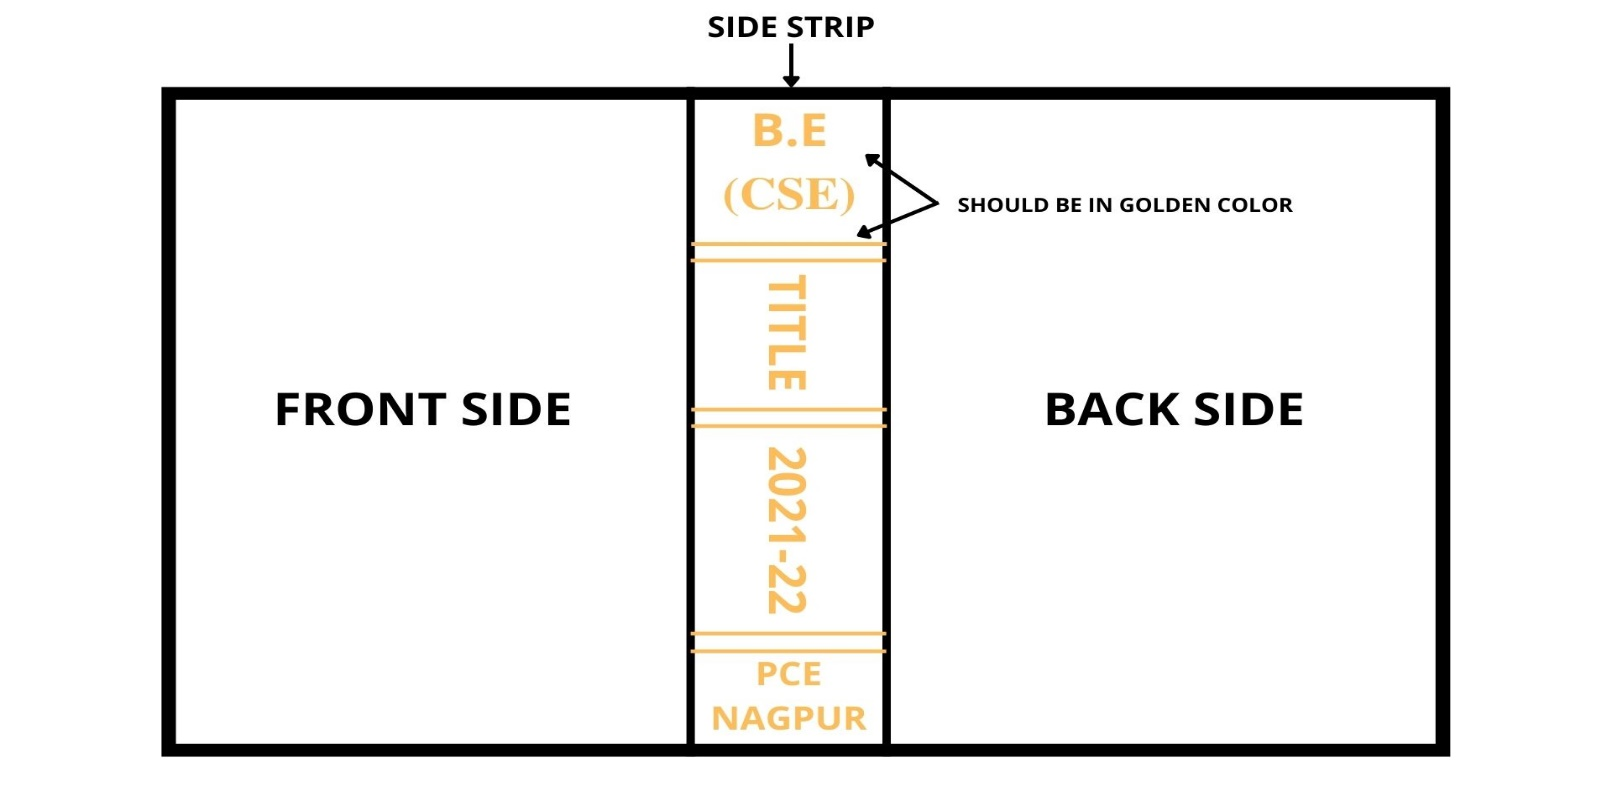 SIDE STRIP
B.E
(CSE)
SHOULD BE IN GOLDEN COLOR
TITLE
FRONT SIDE
BACK SIDE
2021-22
PCE
NAGPUR